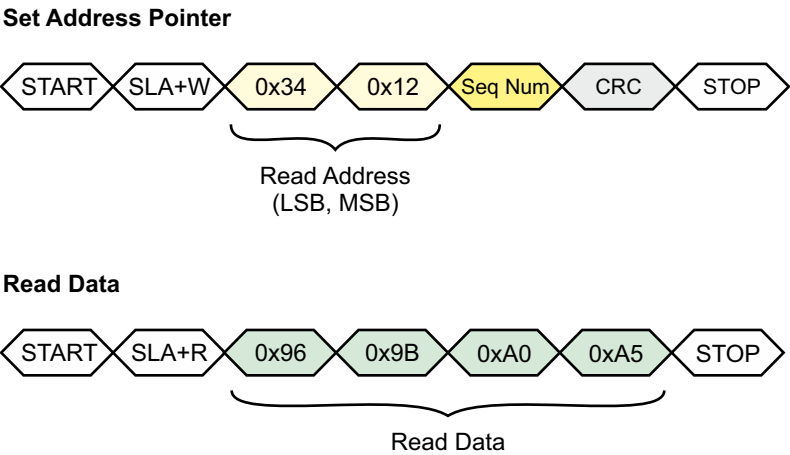 Set Address Pointer
START SLA+W 0x34 0x12 Seq Num CRC STOP
Read Address
(LSB, MSB)
Read Data
START SLA+R 0x96 0x9B 0xA0 0xA5 STOP
Read Data